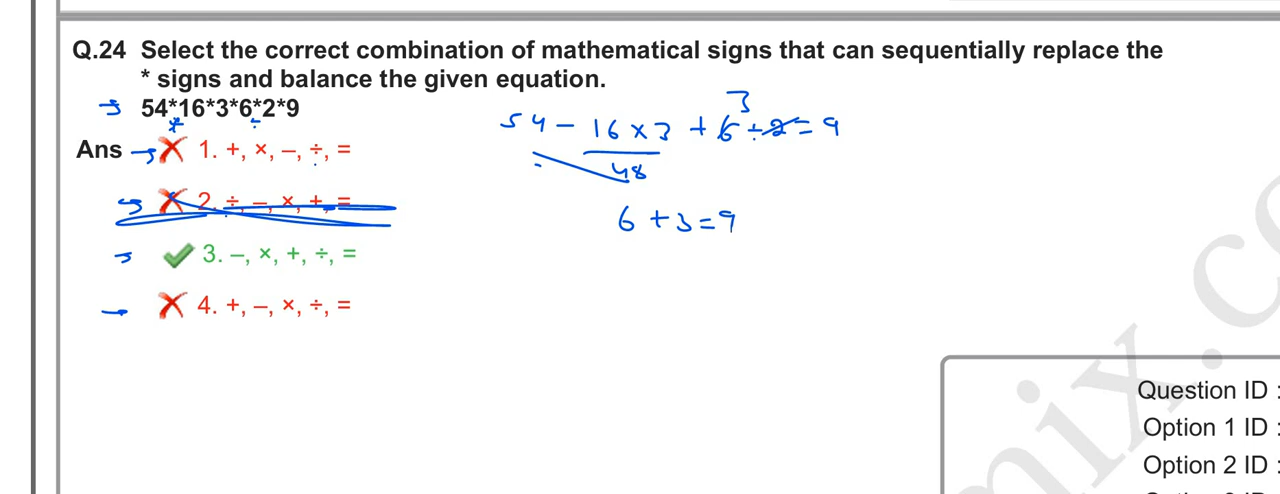 Q.24 Select the correct combination of mathematical signs that can sequentially replace the
* signs and balance the given equation.
54*16*3*6*2*9
Ans 1. +, ×, −, ÷, =
2. ÷, −, ×, +, =
3. −, ×, +, ÷, =
4. +, −, ×, ÷, =
3
54 − 16 × 3 + 6 ÷ 2 = 9
48
6 + 3 = 9
Question ID :
Option 1 ID :
Option 2 ID :